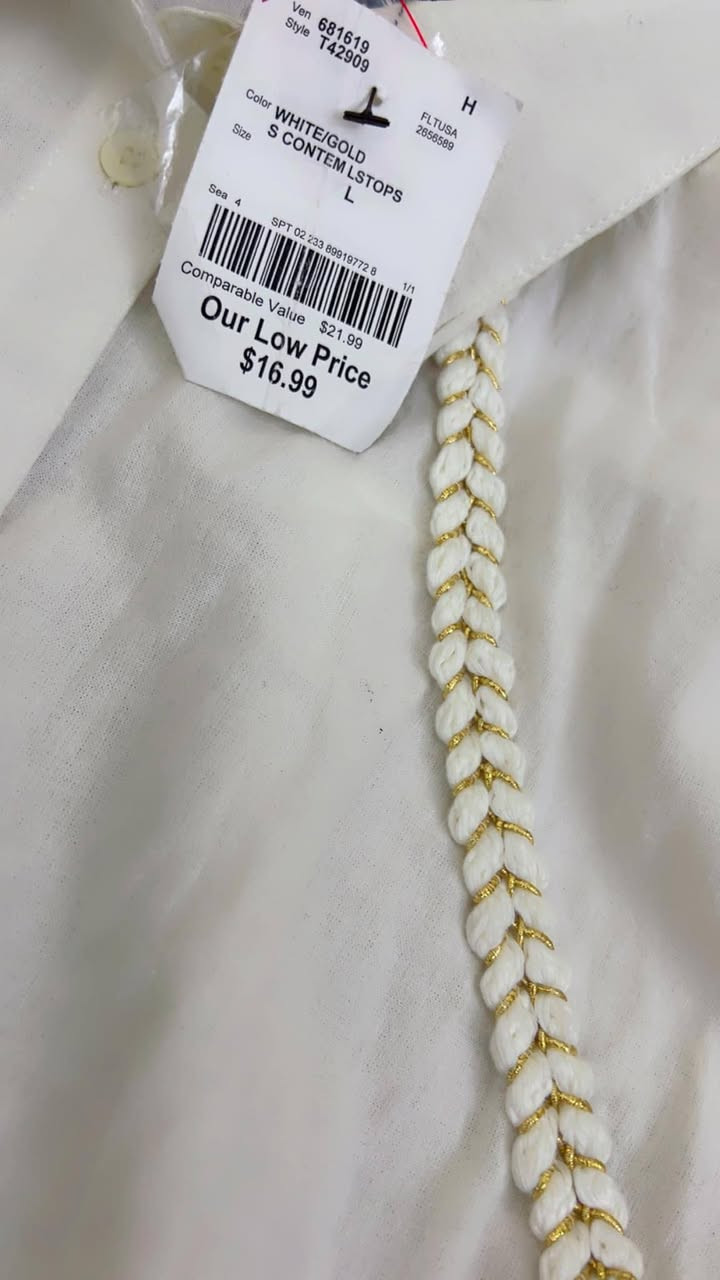 Ven 681619
Style T42909
H
FLTUSA
2656589
Color WHITE/GOLD
Size S CONTEM LSTOPS
L
Sea 4
SPT 02 233 89919772 8 1/1
Comparable Value $21.99
Our Low Price
$16.99